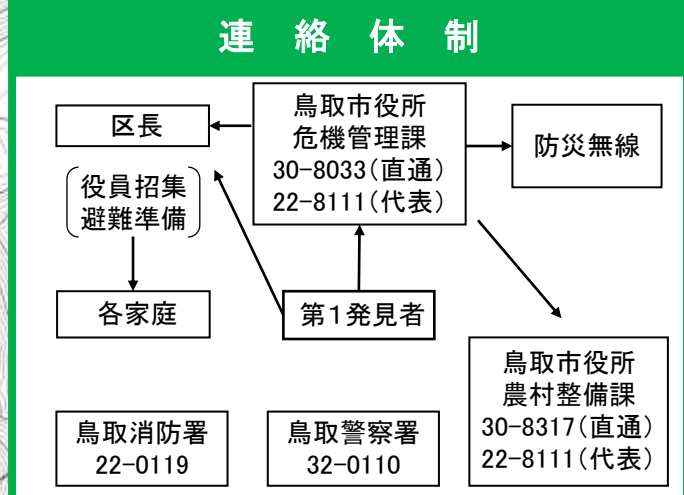 連絡体制
区長
鳥取市役所
危機管理課
30-8033(直通)
22-8111(代表)
防災無線
役員招集
避難準備
各家庭
第1発見者
鳥取市役所
農村整備課
30-8317(直通)
22-8111(代表)
鳥取消防署
22-0119
鳥取警察署
32-0110